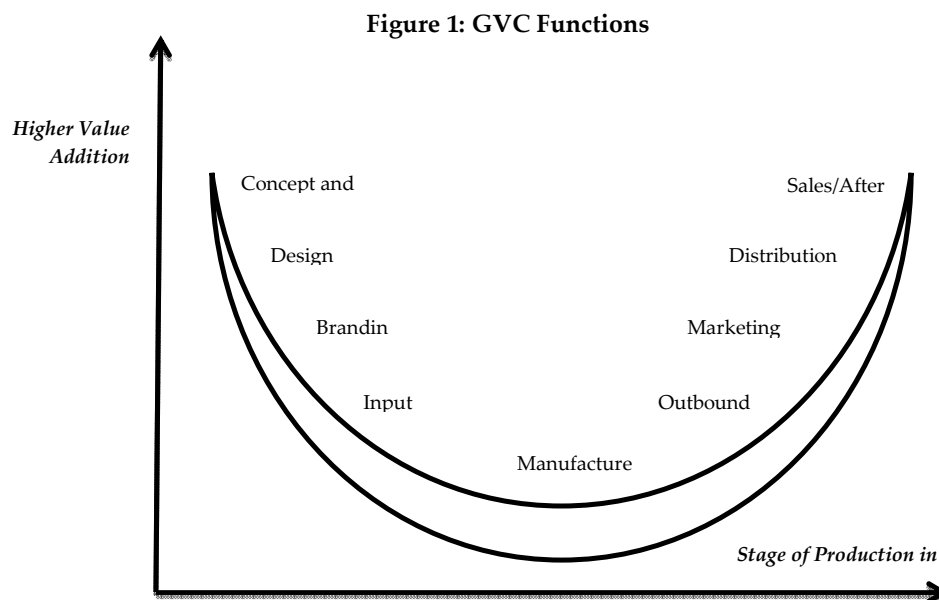 Figure 1: GVC Functions
Higher Value
Addition
Concept and
Sales/After
Design
Distribution
Brandin
Marketing
Input
Outbound
Manufacture
Stage of Production in